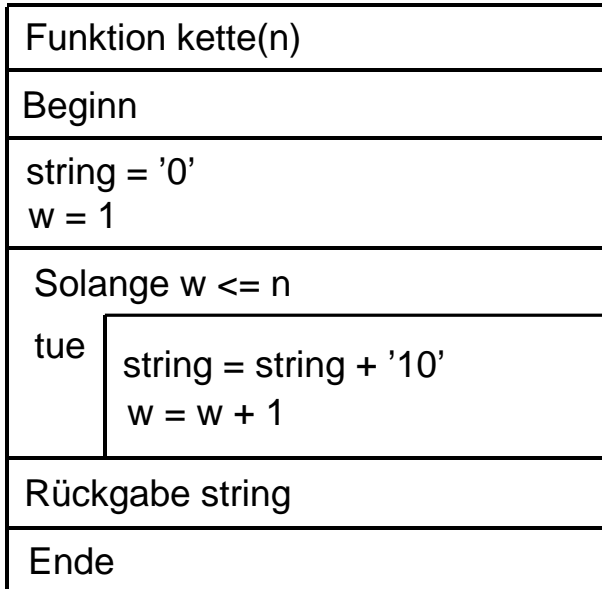 Funktion kette(n)
Beginn
string = ’0’
w = 1
Solange w <= n
tue
string = string + ’10’
w = w + 1
Rückgabe string
Ende